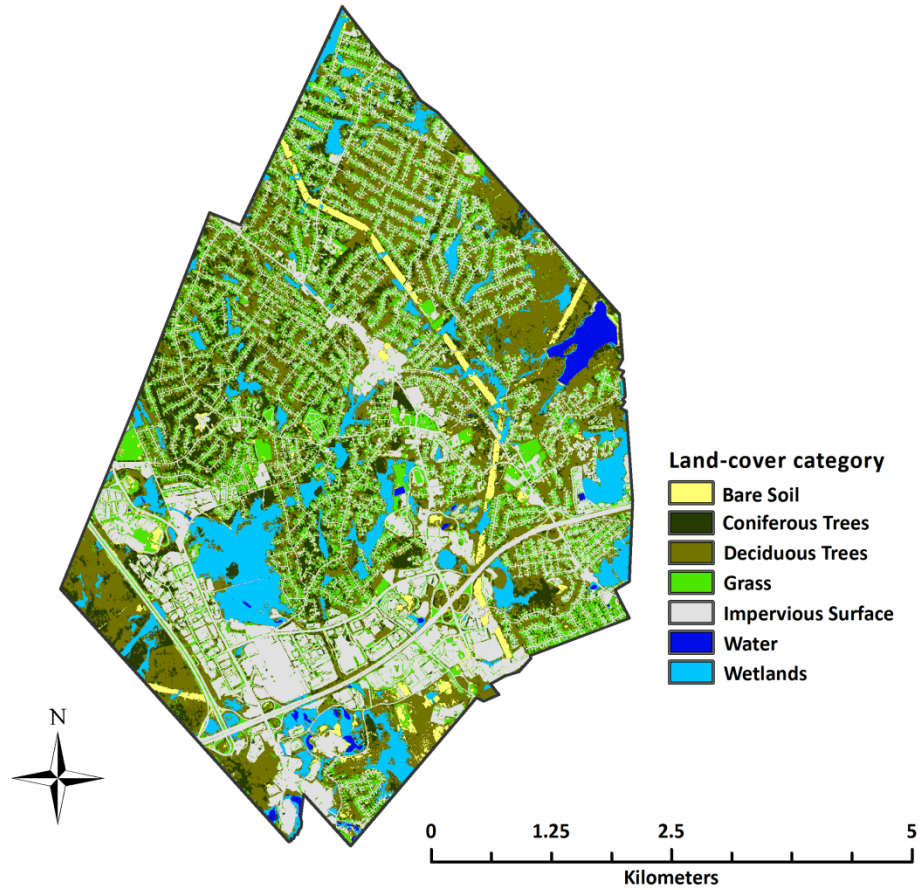 Land-cover category
Bare Soil
Coniferous Trees
Deciduous Trees
Grass
Impervious Surface
Water
Wetlands
N
0 1.25 2.5 5
Kilometers